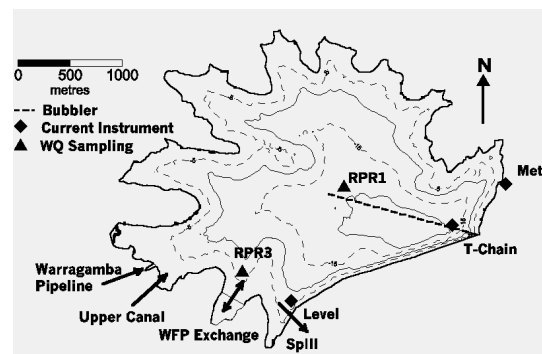 0 500 1000
metres
Bubbler
Current Instrument
WQ Sampling
N
Met
RPR1
T-Chain
RPR3
Warragamba
Pipeline
Upper Canal
WFP Exchange
Level
Spill